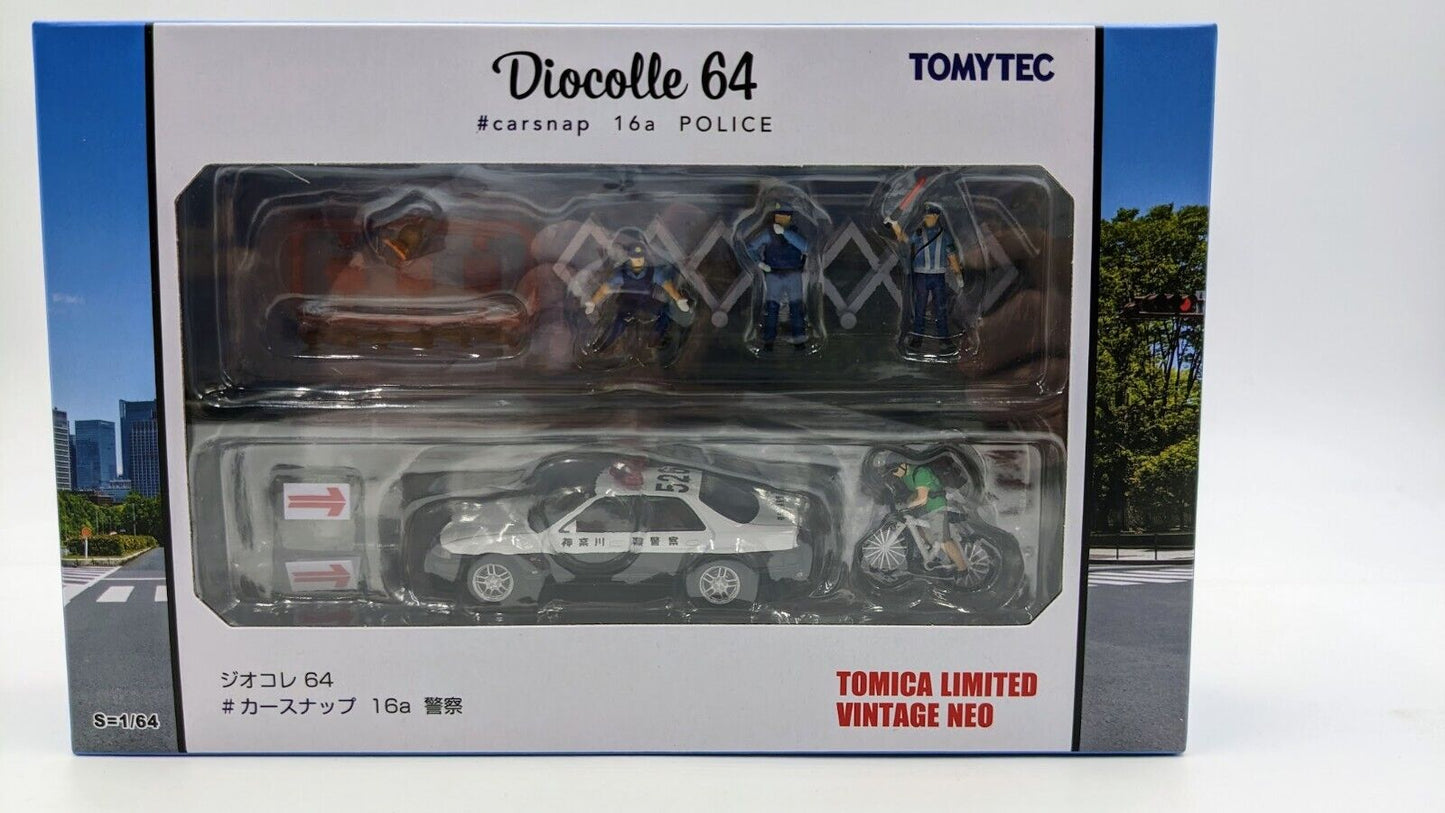 Diocolle 64
TOMYTEC
#carsnap 16a POLICE
526
神奈川 県警察
ジオコレ 64
#カースナップ 16a 警察
TOMICA LIMITED
VINTAGE NEO
S=1/64